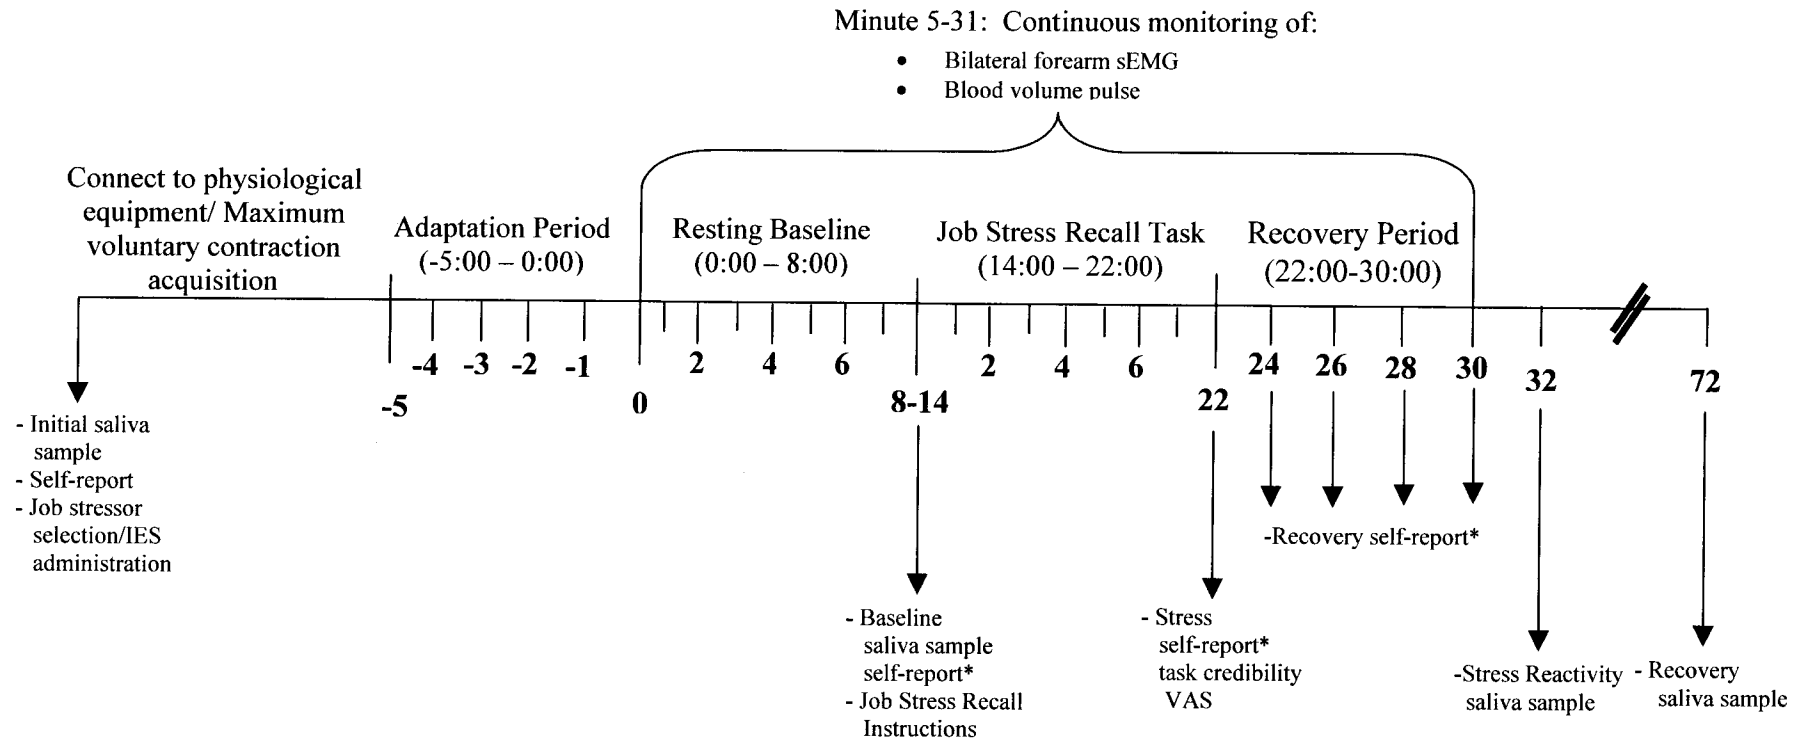 Minute 5-31: Continuous monitoring of:
• Bilateral forearm sEMG
• Blood volume pulse
Connect to physiological
equipment/ Maximum
voluntary contraction
acquisition
Adaptation Period
(-5:00 – 0:00)
Resting Baseline
(0:00 – 8:00)
Job Stress Recall Task
(14:00 – 22:00)
Recovery Period
(22:00-30:00)
-5
-4
-3
-2
-1
0
2
4
6
8-14
2
4
6
22
24
26
28
30
32
72
- Initial saliva
sample
- Self-report
- Job stressor
selection/IES
administration
- Baseline
saliva sample
self-report*
- Job Stress Recall
Instructions
- Stress
self-report*
task credibility
VAS
-Recovery self-report*
-Stress Reactivity
saliva sample
- Recovery
saliva sample